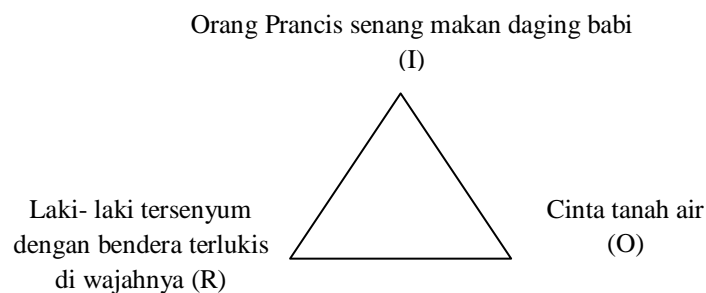 Orang Prancis senang makan daging babi
(I)
Laki- laki tersenyum
dengan bendera terlukis
di wajahnya (R)
Cinta tanah air
(O)